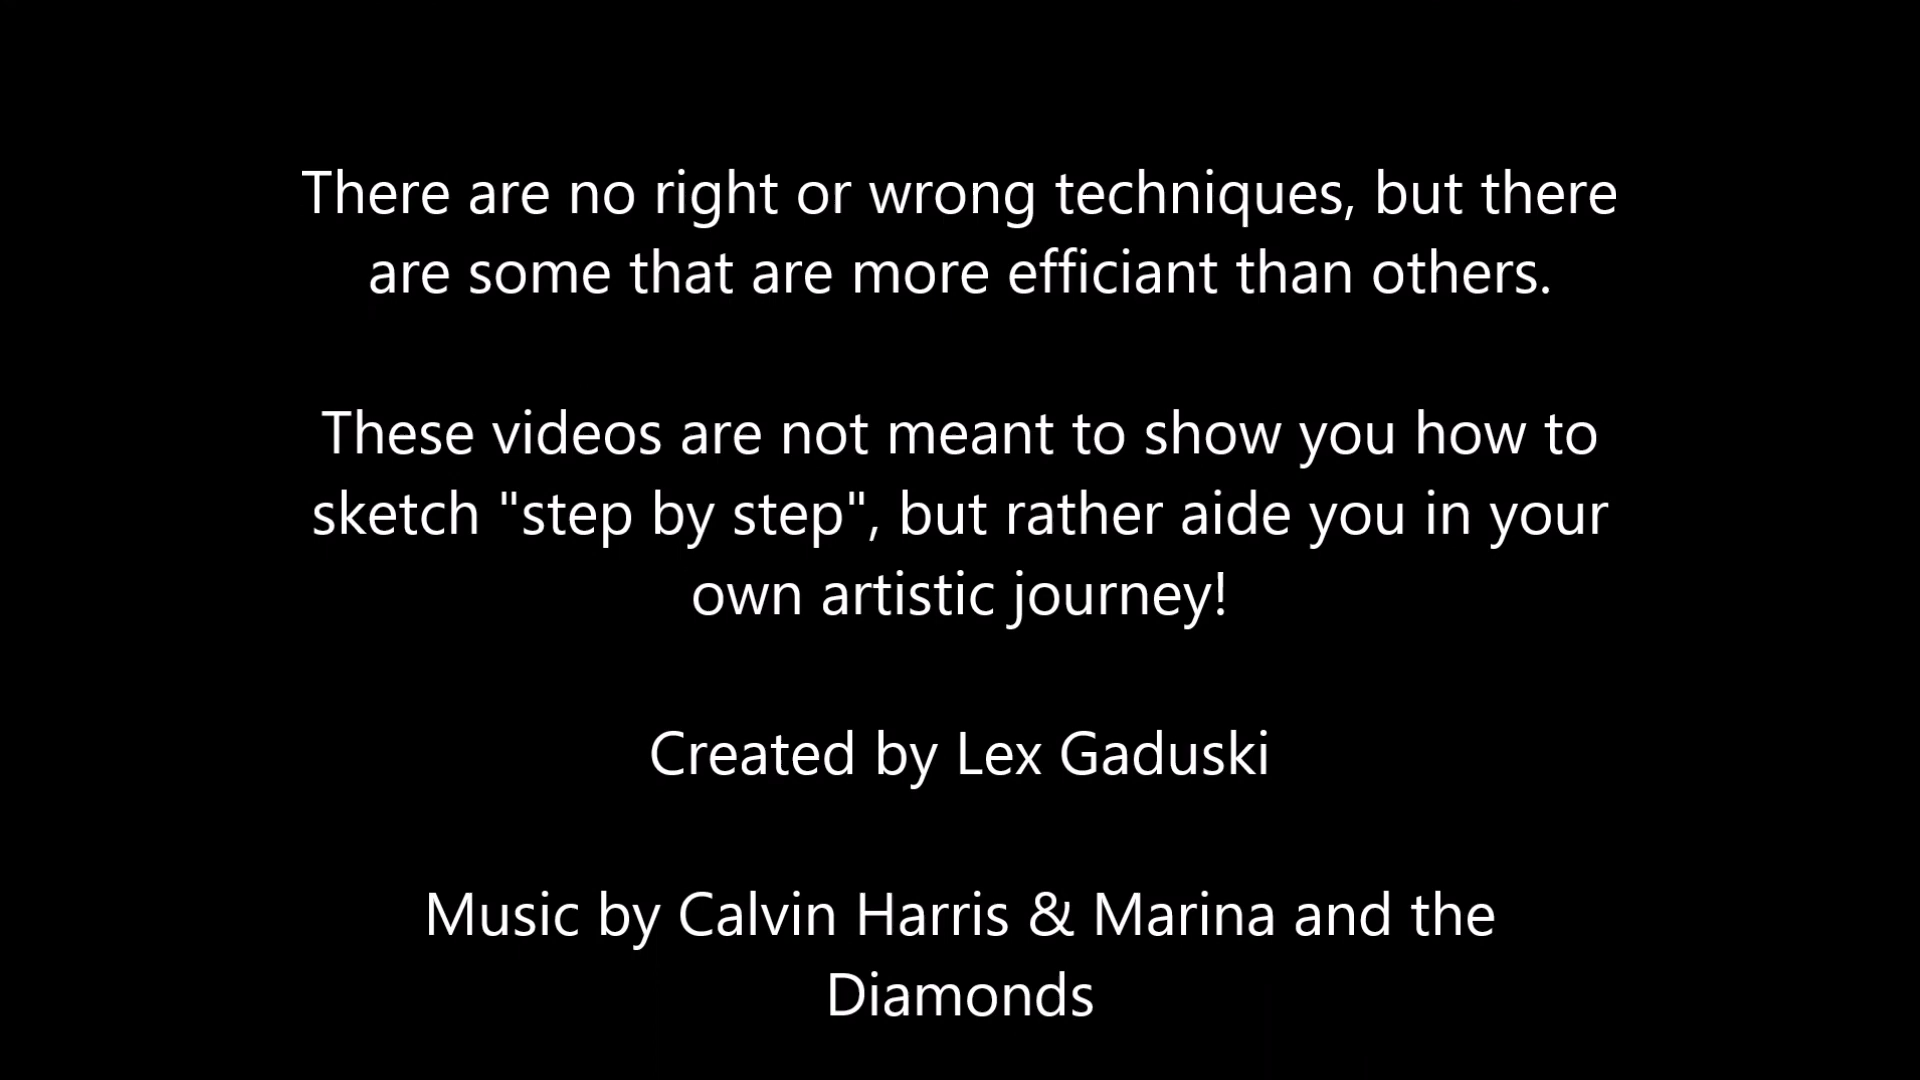 There are no right or wrong techniques, but there
are some that are more efficiant than others.
These videos are not meant to show you how to
sketch "step by step", but rather aide you in your
own artistic journey!
Created by Lex Gaduski
Music by Calvin Harris & Marina and the
Diamonds